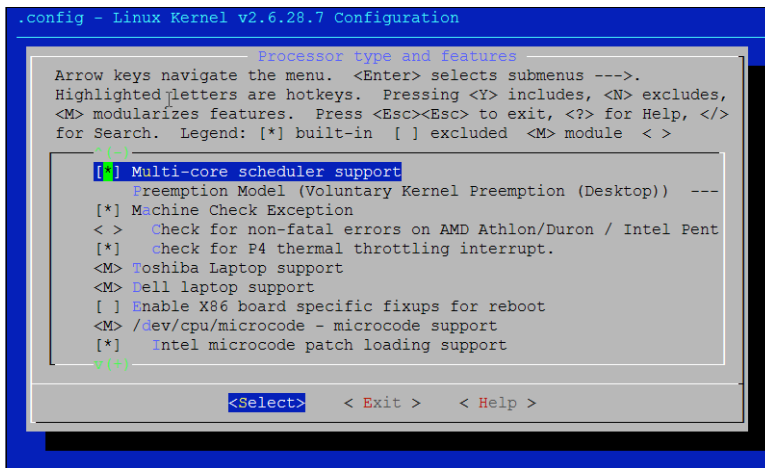 .config - Linux Kernel v2.6.28.7 Configuration
Processor type and features
Arrow keys navigate the menu.  <Enter> selects submenus --->.
Highlighted letters are hotkeys.  Pressing <Y> includes, <N> excludes,
<M> modularizes features.  Press <Esc><Esc> to exit, <?> for Help, </>
for Search.  Legend: [*] built-in  [ ] excluded  <M> module  < >
^(-)
[*] Multi-core scheduler support
Preemption Model (Voluntary Kernel Preemption (Desktop))  ---
[*] Machine Check Exception
< >   Check for non-fatal errors on AMD Athlon/Duron / Intel Pent
[*]   check for P4 thermal throttling interrupt.
<M> Toshiba Laptop support
<M> Dell laptop support
[ ] Enable X86 board specific fixups for reboot
<M> /dev/cpu/microcode - microcode support
[*]   Intel microcode patch loading support
v(+)
<Select>    < Exit >    < Help >